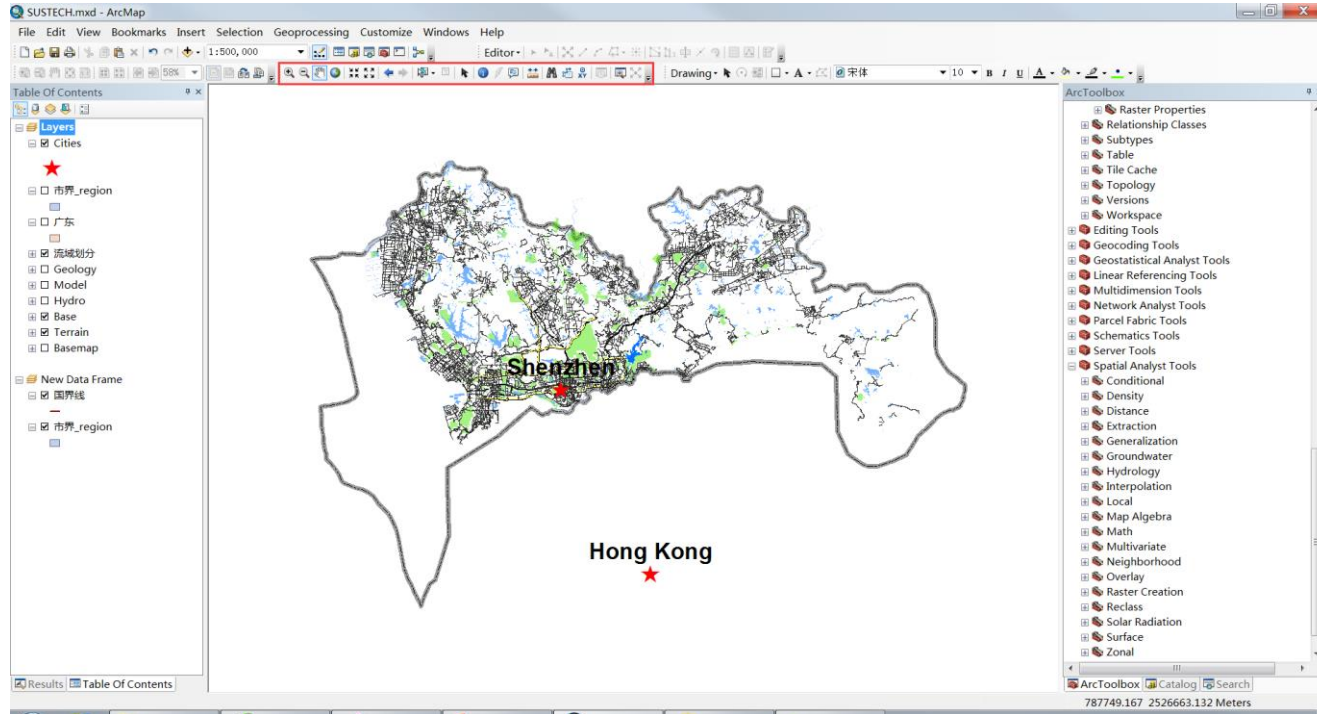 SUSTECH.mxd - ArcMap
File Edit View Bookmarks Insert Selection Geoprocessing Customize Windows Help
1:500,000
Editor
58%
Drawing
宋体
10
B I U A
Table Of Contents
Layers
Cities
市界_region
广东
流域划分
Geology
Model
Hydro
Base
Terrain
Basemap
New Data Frame
国界线
市界_region
Results Table Of Contents
Shenzhen
Hong Kong
ArcToolbox
Raster Properties
Relationship Classes
Subtypes
Table
Tile Cache
Topology
Versions
Workspace
Editing Tools
Geocoding Tools
Geostatistical Analyst Tools
Linear Referencing Tools
Multidimension Tools
Network Analyst Tools
Parcel Fabric Tools
Schematics Tools
Server Tools
Spatial Analyst Tools
Conditional
Density
Distance
Extraction
Generalization
Groundwater
Hydrology
Interpolation
Local
Map Algebra
Math
Multivariate
Neighborhood
Overlay
Raster Creation
Reclass
Solar Radiation
Surface
Zonal
ArcToolbox Catalog Search
787749.167 2526663.132 Meters